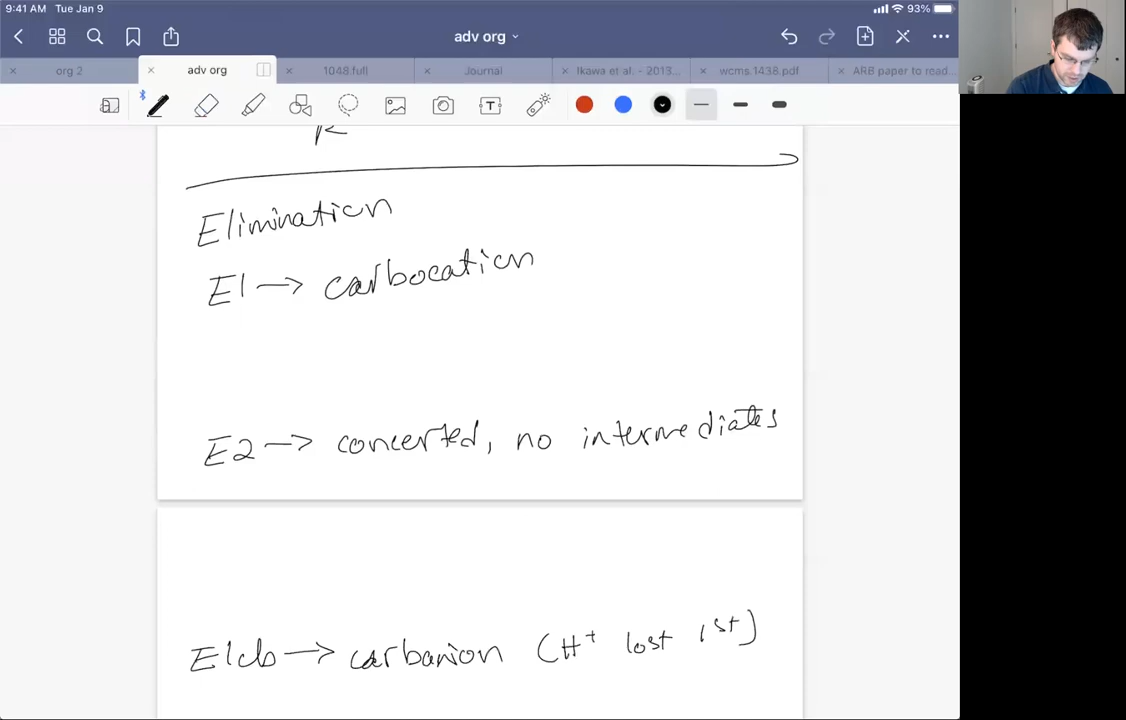 9:41 AM Tue Jan 9
93%
adv org
org 2
adv org
1048.full
Journal
Ikawa et al. - 2013...
wcms.1438.pdf
ARB paper to read...
T
R
Elimination
E1 → carbocation
E2 → concerted, no intermediates
E1cb → carbanion (H⁺ lost 1st)